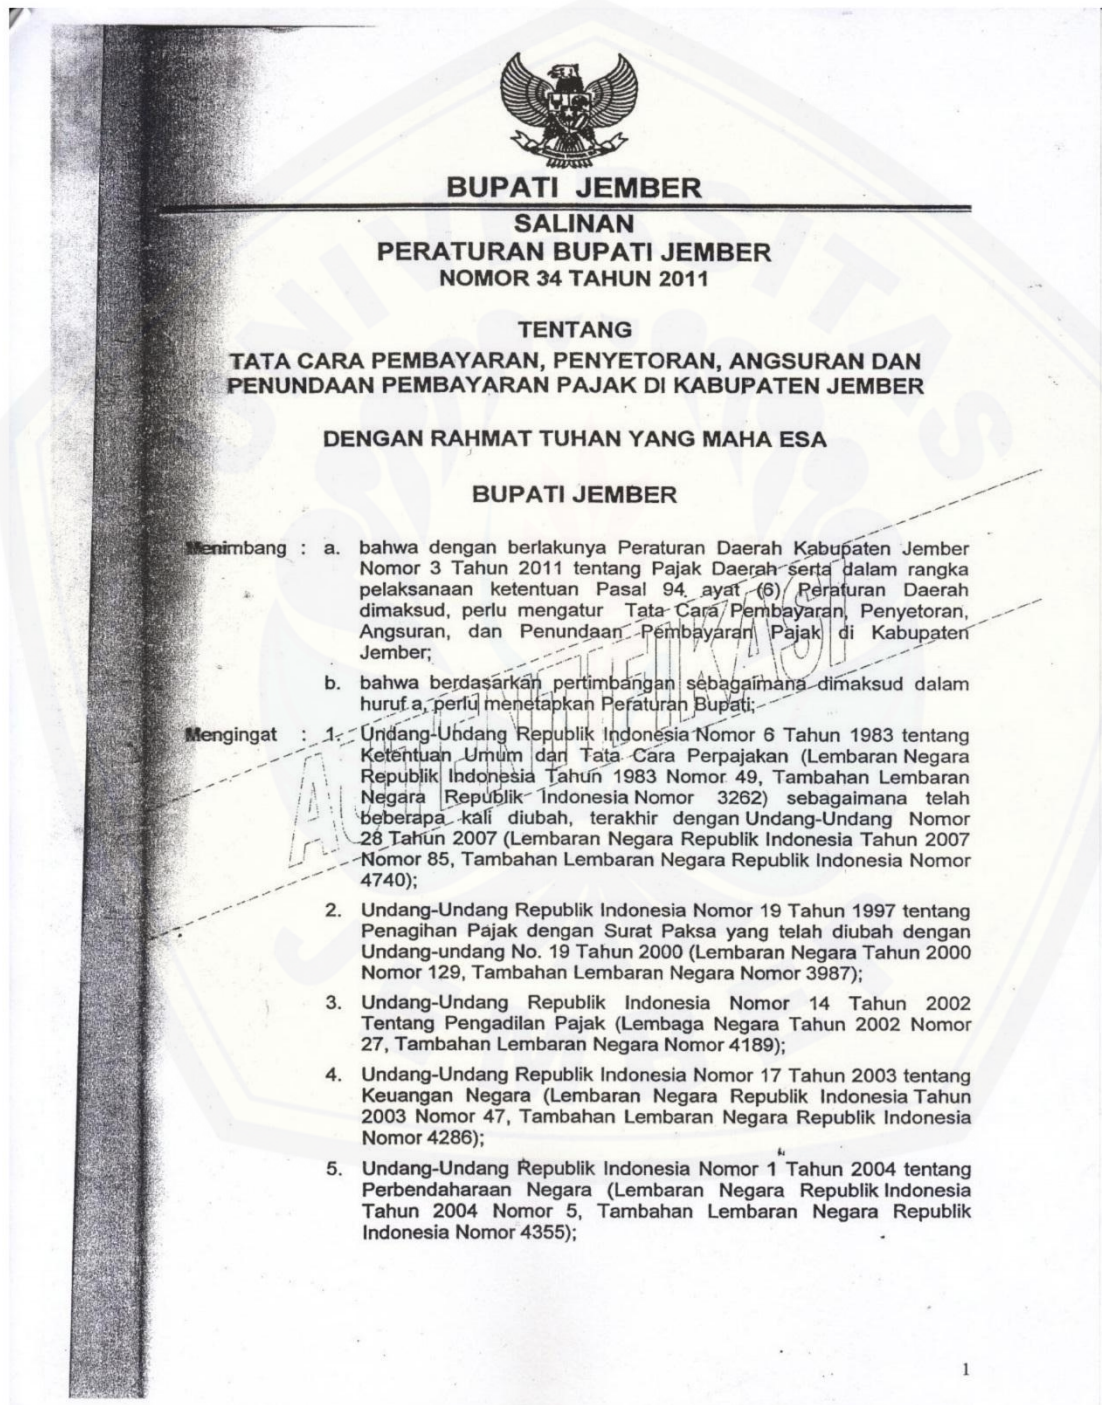 BUPATI JEMBER
SALINAN
PERATURAN BUPATI JEMBER
NOMOR 34 TAHUN 2011
TENTANG
TATA CARA PEMBAYARAN, PENYETORAN, ANGSURAN DAN
PENUNDAAN PEMBAYARAN PAJAK DI KABUPATEN JEMBER
DENGAN RAHMAT TUHAN YANG MAHA ESA
BUPATI JEMBER
Menimbang : a. bahwa dengan berlakunya Peraturan Daerah Kabupaten Jember
Nomor 3 Tahun 2011 tentang Pajak Daerah serta dalam rangka
pelaksanaan ketentuan Pasal 94 ayat (6) Peraturan Daerah
dimaksud, perlu mengatur Tata Cara Pembayaran, Penyetoran,
Angsuran, dan Penundaan Pembayaran Pajak di Kabupaten
Jember;
b. bahwa berdasarkan pertimbangan sebagaimana dimaksud dalam
huruf a, perlu menetapkan Peraturan Bupati;
Mengingat : 1. Undang-Undang Republik Indonesia Nomor 6 Tahun 1983 tentang
Ketentuan Umum dan Tata Cara Perpajakan (Lembaran Negara
Republik Indonesia Tahun 1983 Nomor 49, Tambahan Lembaran
Negara Republik Indonesia Nomor 3262) sebagaimana telah
beberapa kali diubah, terakhir dengan Undang-Undang Nomor
28 Tahun 2007 (Lembaran Negara Republik Indonesia Tahun 2007
Nomor 85, Tambahan Lembaran Negara Republik Indonesia Nomor
4740);
2. Undang-Undang Republik Indonesia Nomor 19 Tahun 1997 tentang
Penagihan Pajak dengan Surat Paksa yang telah diubah dengan
Undang-undang No. 19 Tahun 2000 (Lembaran Negara Tahun 2000
Nomor 129, Tambahan Lembaran Negara Nomor 3987);
3. Undang-Undang Republik Indonesia Nomor 14 Tahun 2002
Tentang Pengadilan Pajak (Lembaga Negara Tahun 2002 Nomor
27, Tambahan Lembaran Negara Nomor 4189);
4. Undang-Undang Republik Indonesia Nomor 17 Tahun 2003 tentang
Keuangan Negara (Lembaran Negara Republik Indonesia Tahun
2003 Nomor 47, Tambahan Lembaran Negara Republik Indonesia
Nomor 4286);
5. Undang-Undang Republik Indonesia Nomor 1 Tahun 2004 tentang
Perbendaharaan Negara (Lembaran Negara Republik Indonesia
Tahun 2004 Nomor 5, Tambahan Lembaran Negara Republik
Indonesia Nomor 4355);
AUTENTIFIKASI
UNIVERSITAS
JEMBER
1